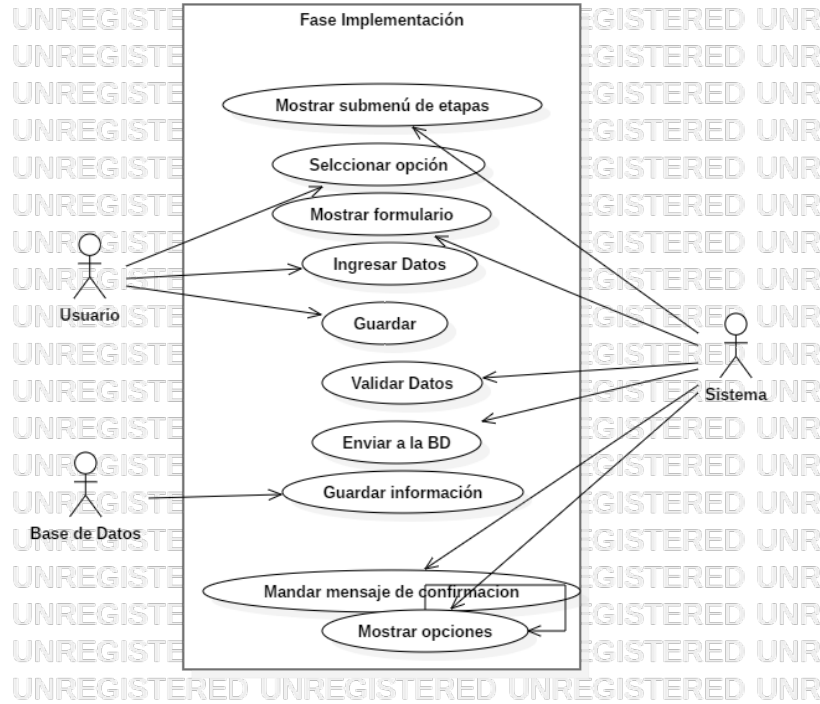 Fase Implementación
Mostrar submenú de etapas
Selccionar opción
Mostrar formulario
Ingresar Datos
Usuario
Guardar
Validar Datos
Sistema
Enviar a la BD
Guardar información
Base de Datos
Mandar mensaje de confirmacion
Mostrar opciones
UNREGISTERED UNREGISTERED UNREGISTERED UNR